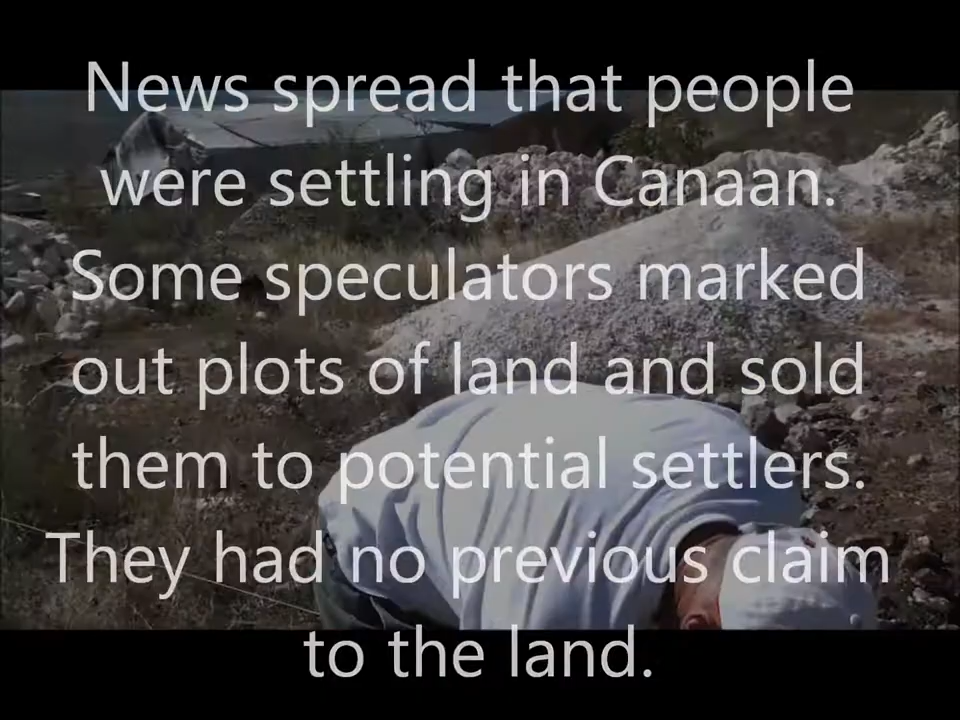 News spread that people
were settling in Canaan.
Some speculators marked
out plots of land and sold
them to potential settlers.
They had no previous claim
to the land.